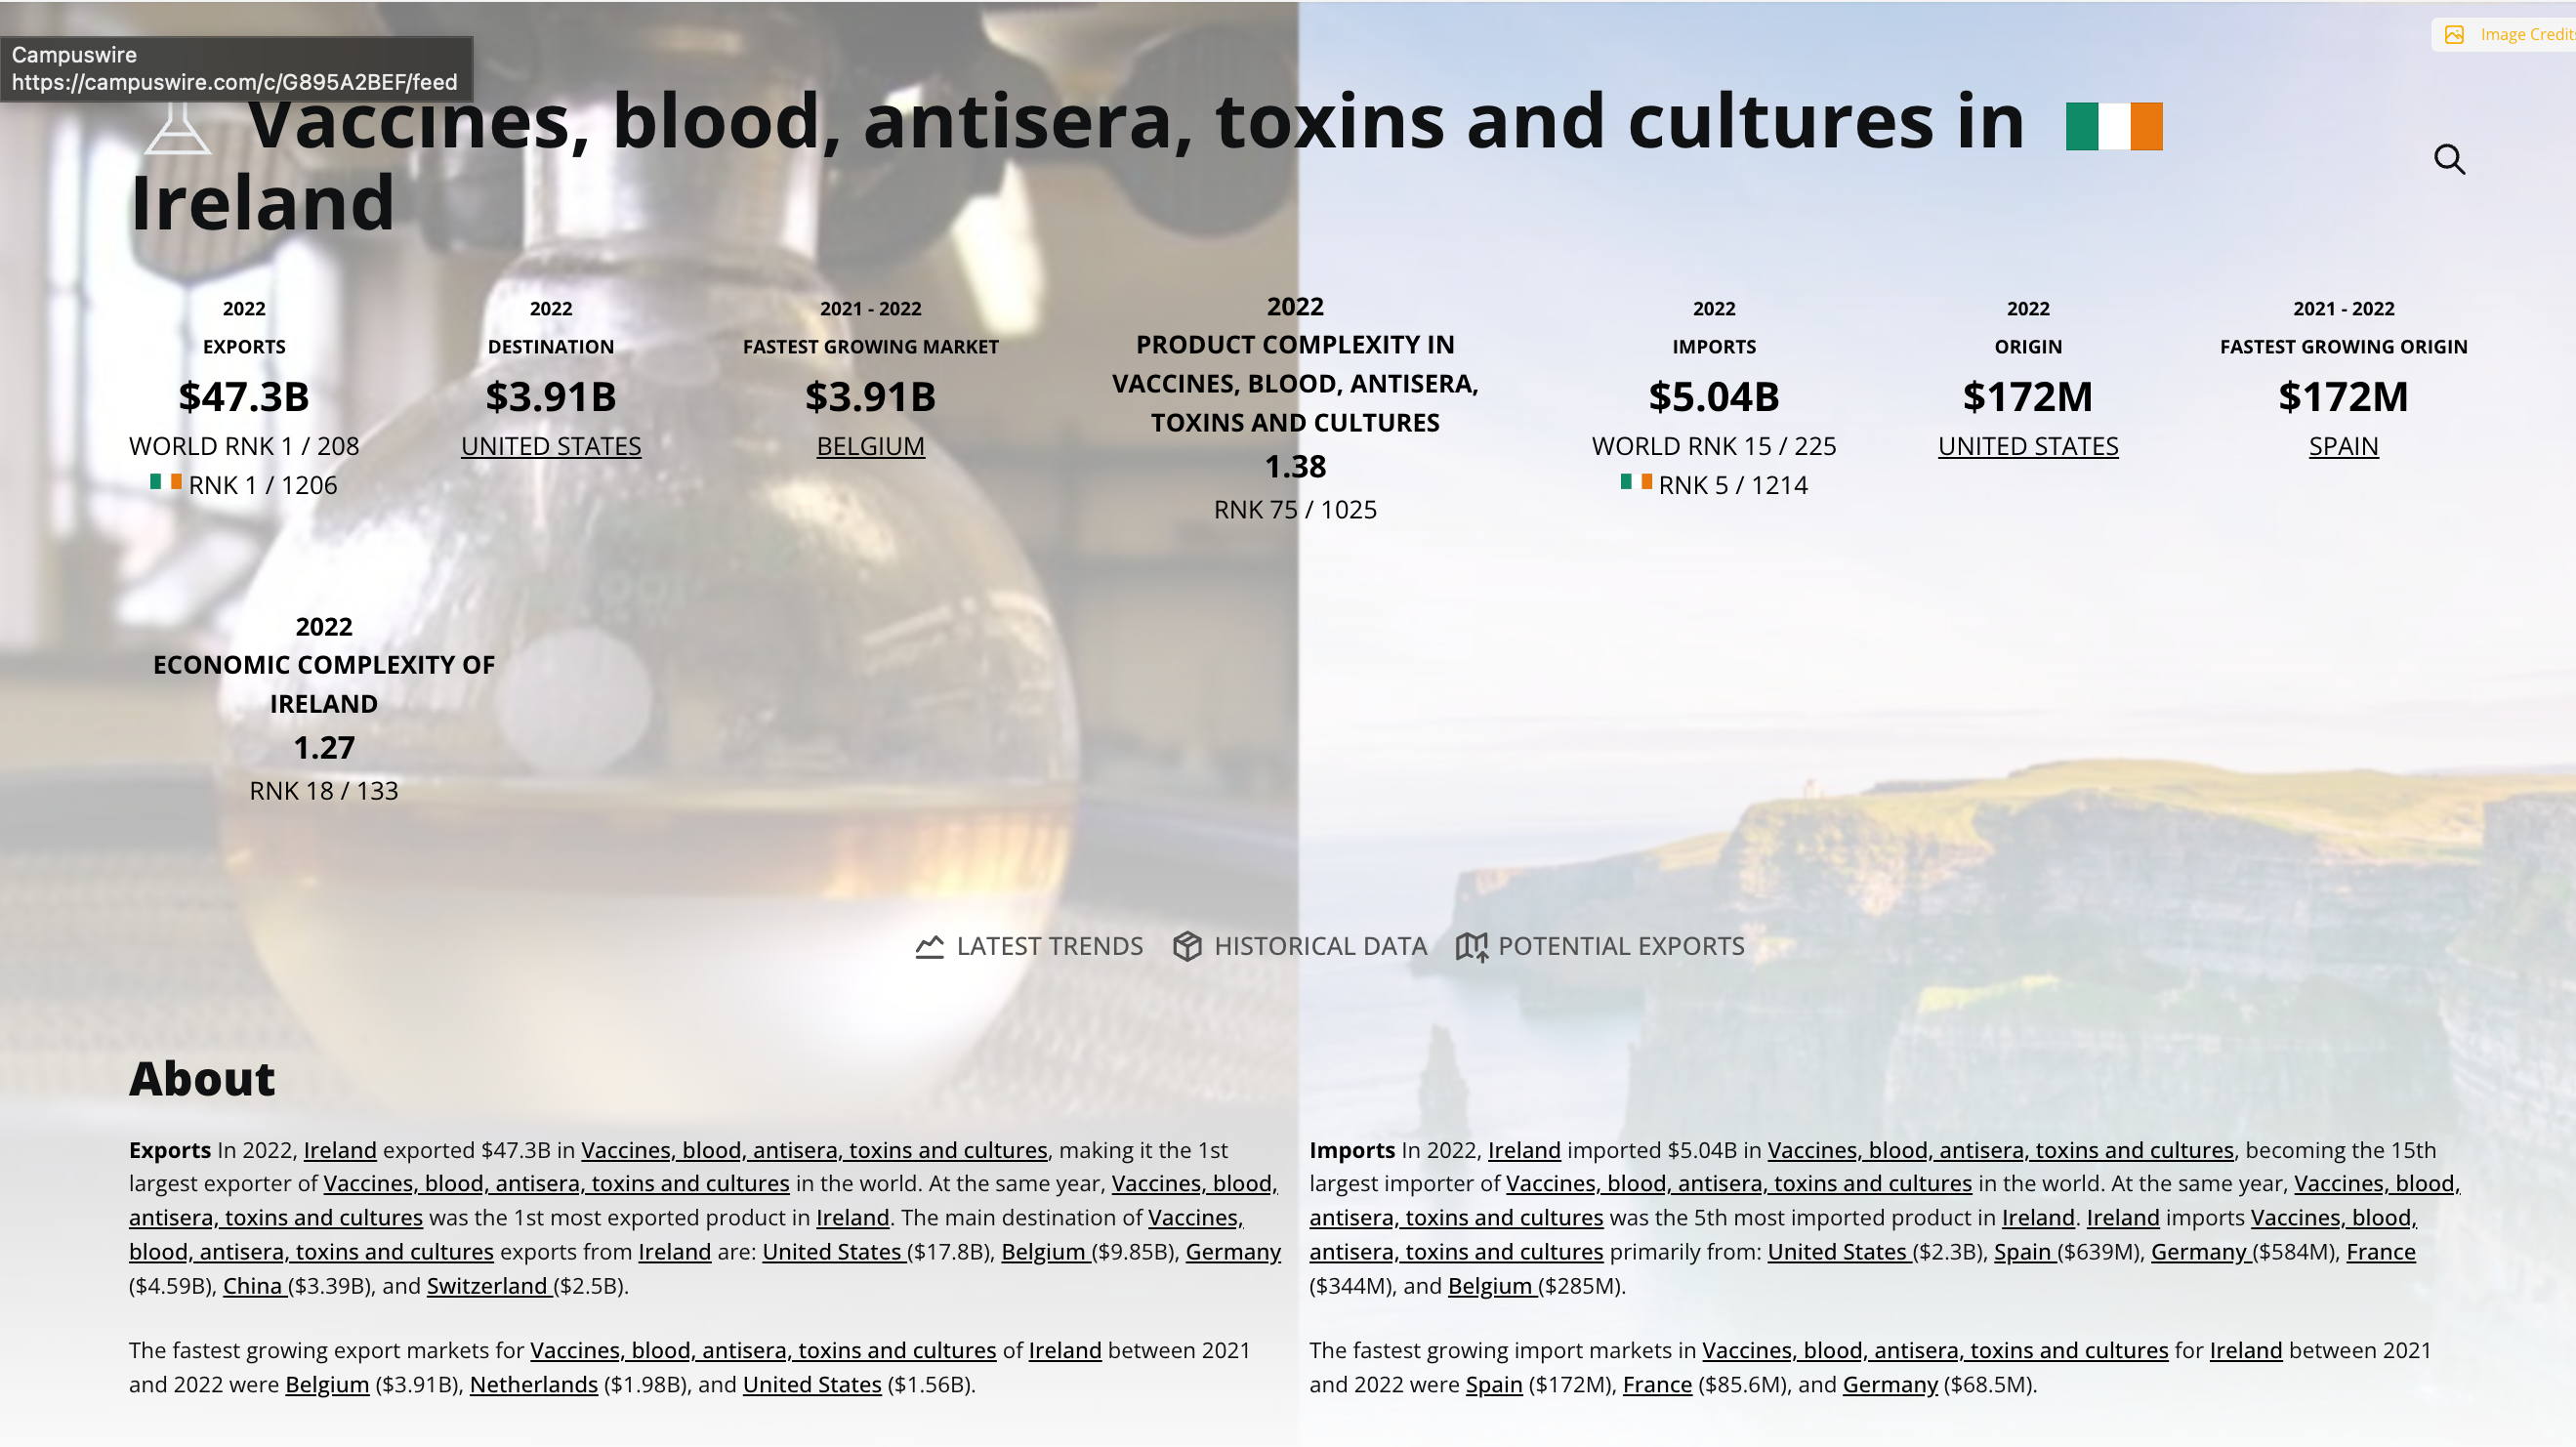 Campuswire
https://campuswire.com/c/G895A2BEF/feed
Image Credits
Vaccines, blood, antisera, toxins and cultures in
Ireland
2022
EXPORTS
$47.3B
WORLD RNK 1 / 208
RNK 1 / 1206
2022
DESTINATION
$3.91B
UNITED STATES
2021 - 2022
FASTEST GROWING MARKET
$3.91B
BELGIUM
2022
PRODUCT COMPLEXITY IN
VACCINES, BLOOD, ANTISERA,
TOXINS AND CULTURES
1.38
RNK 75 / 1025
2022
IMPORTS
$5.04B
WORLD RNK 15 / 225
RNK 5 / 1214
2022
ORIGIN
$172M
UNITED STATES
2021 - 2022
FASTEST GROWING ORIGIN
$172M
SPAIN
2022
ECONOMIC COMPLEXITY OF
IRELAND
1.27
RNK 18 / 133
LATEST TRENDS
HISTORICAL DATA
POTENTIAL EXPORTS
About
Exports In 2022, Ireland exported $47.3B in Vaccines, blood, antisera, toxins and cultures, making it the 1st
largest exporter of Vaccines, blood, antisera, toxins and cultures in the world. At the same year, Vaccines, blood,
antisera, toxins and cultures was the 1st most exported product in Ireland. The main destination of Vaccines,
blood, antisera, toxins and cultures exports from Ireland are: United States ($17.8B), Belgium ($9.85B), Germany
($4.59B), China ($3.39B), and Switzerland ($2.5B).
The fastest growing export markets for Vaccines, blood, antisera, toxins and cultures of Ireland between 2021
and 2022 were Belgium ($3.91B), Netherlands ($1.98B), and United States ($1.56B).
Imports In 2022, Ireland imported $5.04B in Vaccines, blood, antisera, toxins and cultures, becoming the 15th
largest importer of Vaccines, blood, antisera, toxins and cultures in the world. At the same year, Vaccines, blood,
antisera, toxins and cultures was the 5th most imported product in Ireland. Ireland imports Vaccines, blood,
antisera, toxins and cultures primarily from: United States ($2.3B), Spain ($639M), Germany ($584M), France
($344M), and Belgium ($285M).
The fastest growing import markets in Vaccines, blood, antisera, toxins and cultures for Ireland between 2021
and 2022 were Spain ($172M), France ($85.6M), and Germany ($68.5M).